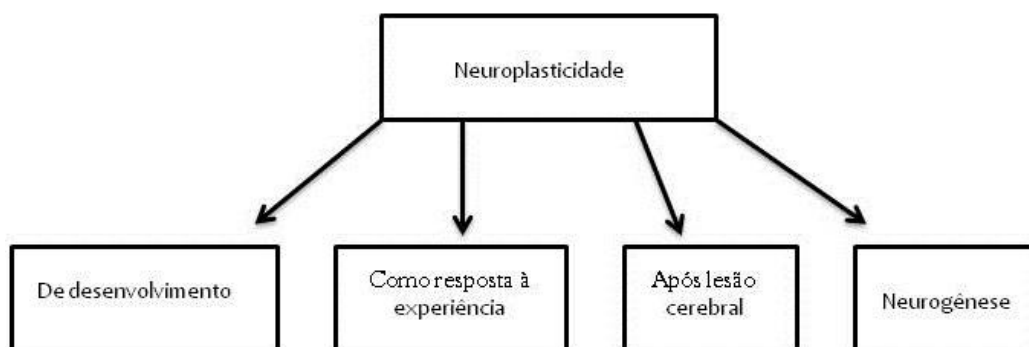 Neuroplasticidade
De desenvolvimento
Como resposta à
experiência
Após lesão
cerebral
Neurogênese